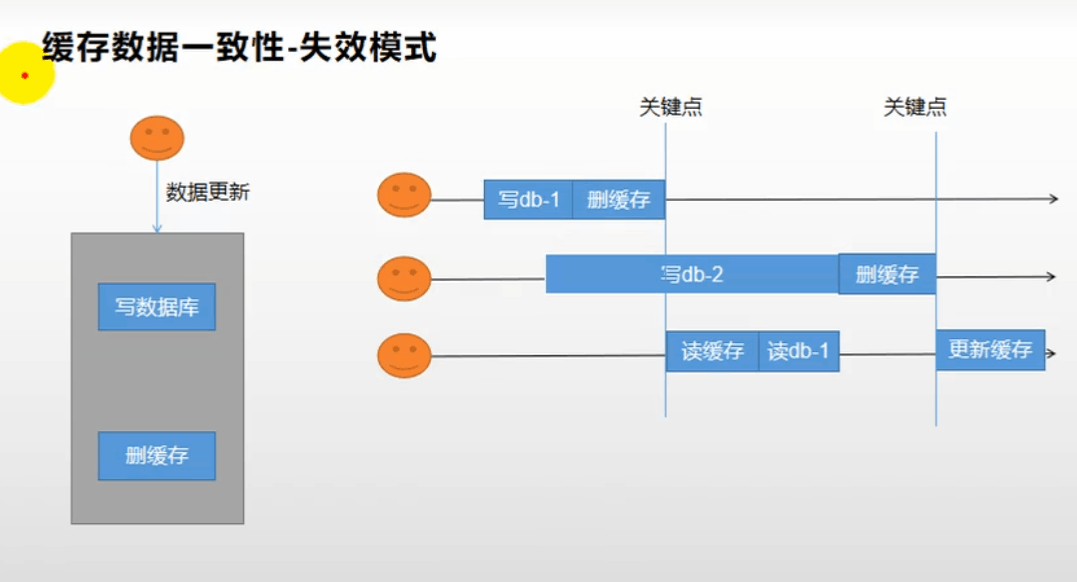 缓存数据一致性-失效模式
数据更新
写数据库
删缓存
关键点
关键点
写db-1
删缓存
写db-2
删缓存
读缓存
读db-1
更新缓存